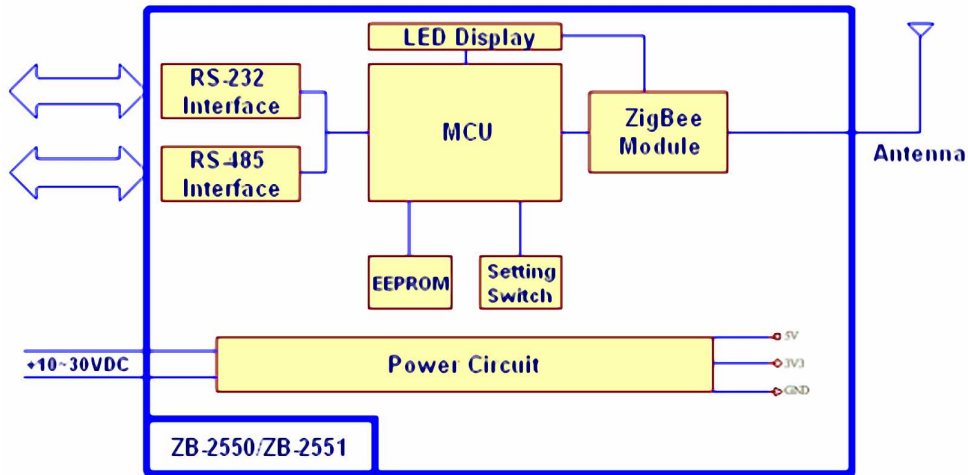 LED Display
RS-232
Interface
MCU
ZigBee
Module
Antenna
RS-485
Interface
EEPROM
Setting
Switch
+10~30VDC
Power Circuit
5V
3V3
GND
ZB-2550/ZB-2551